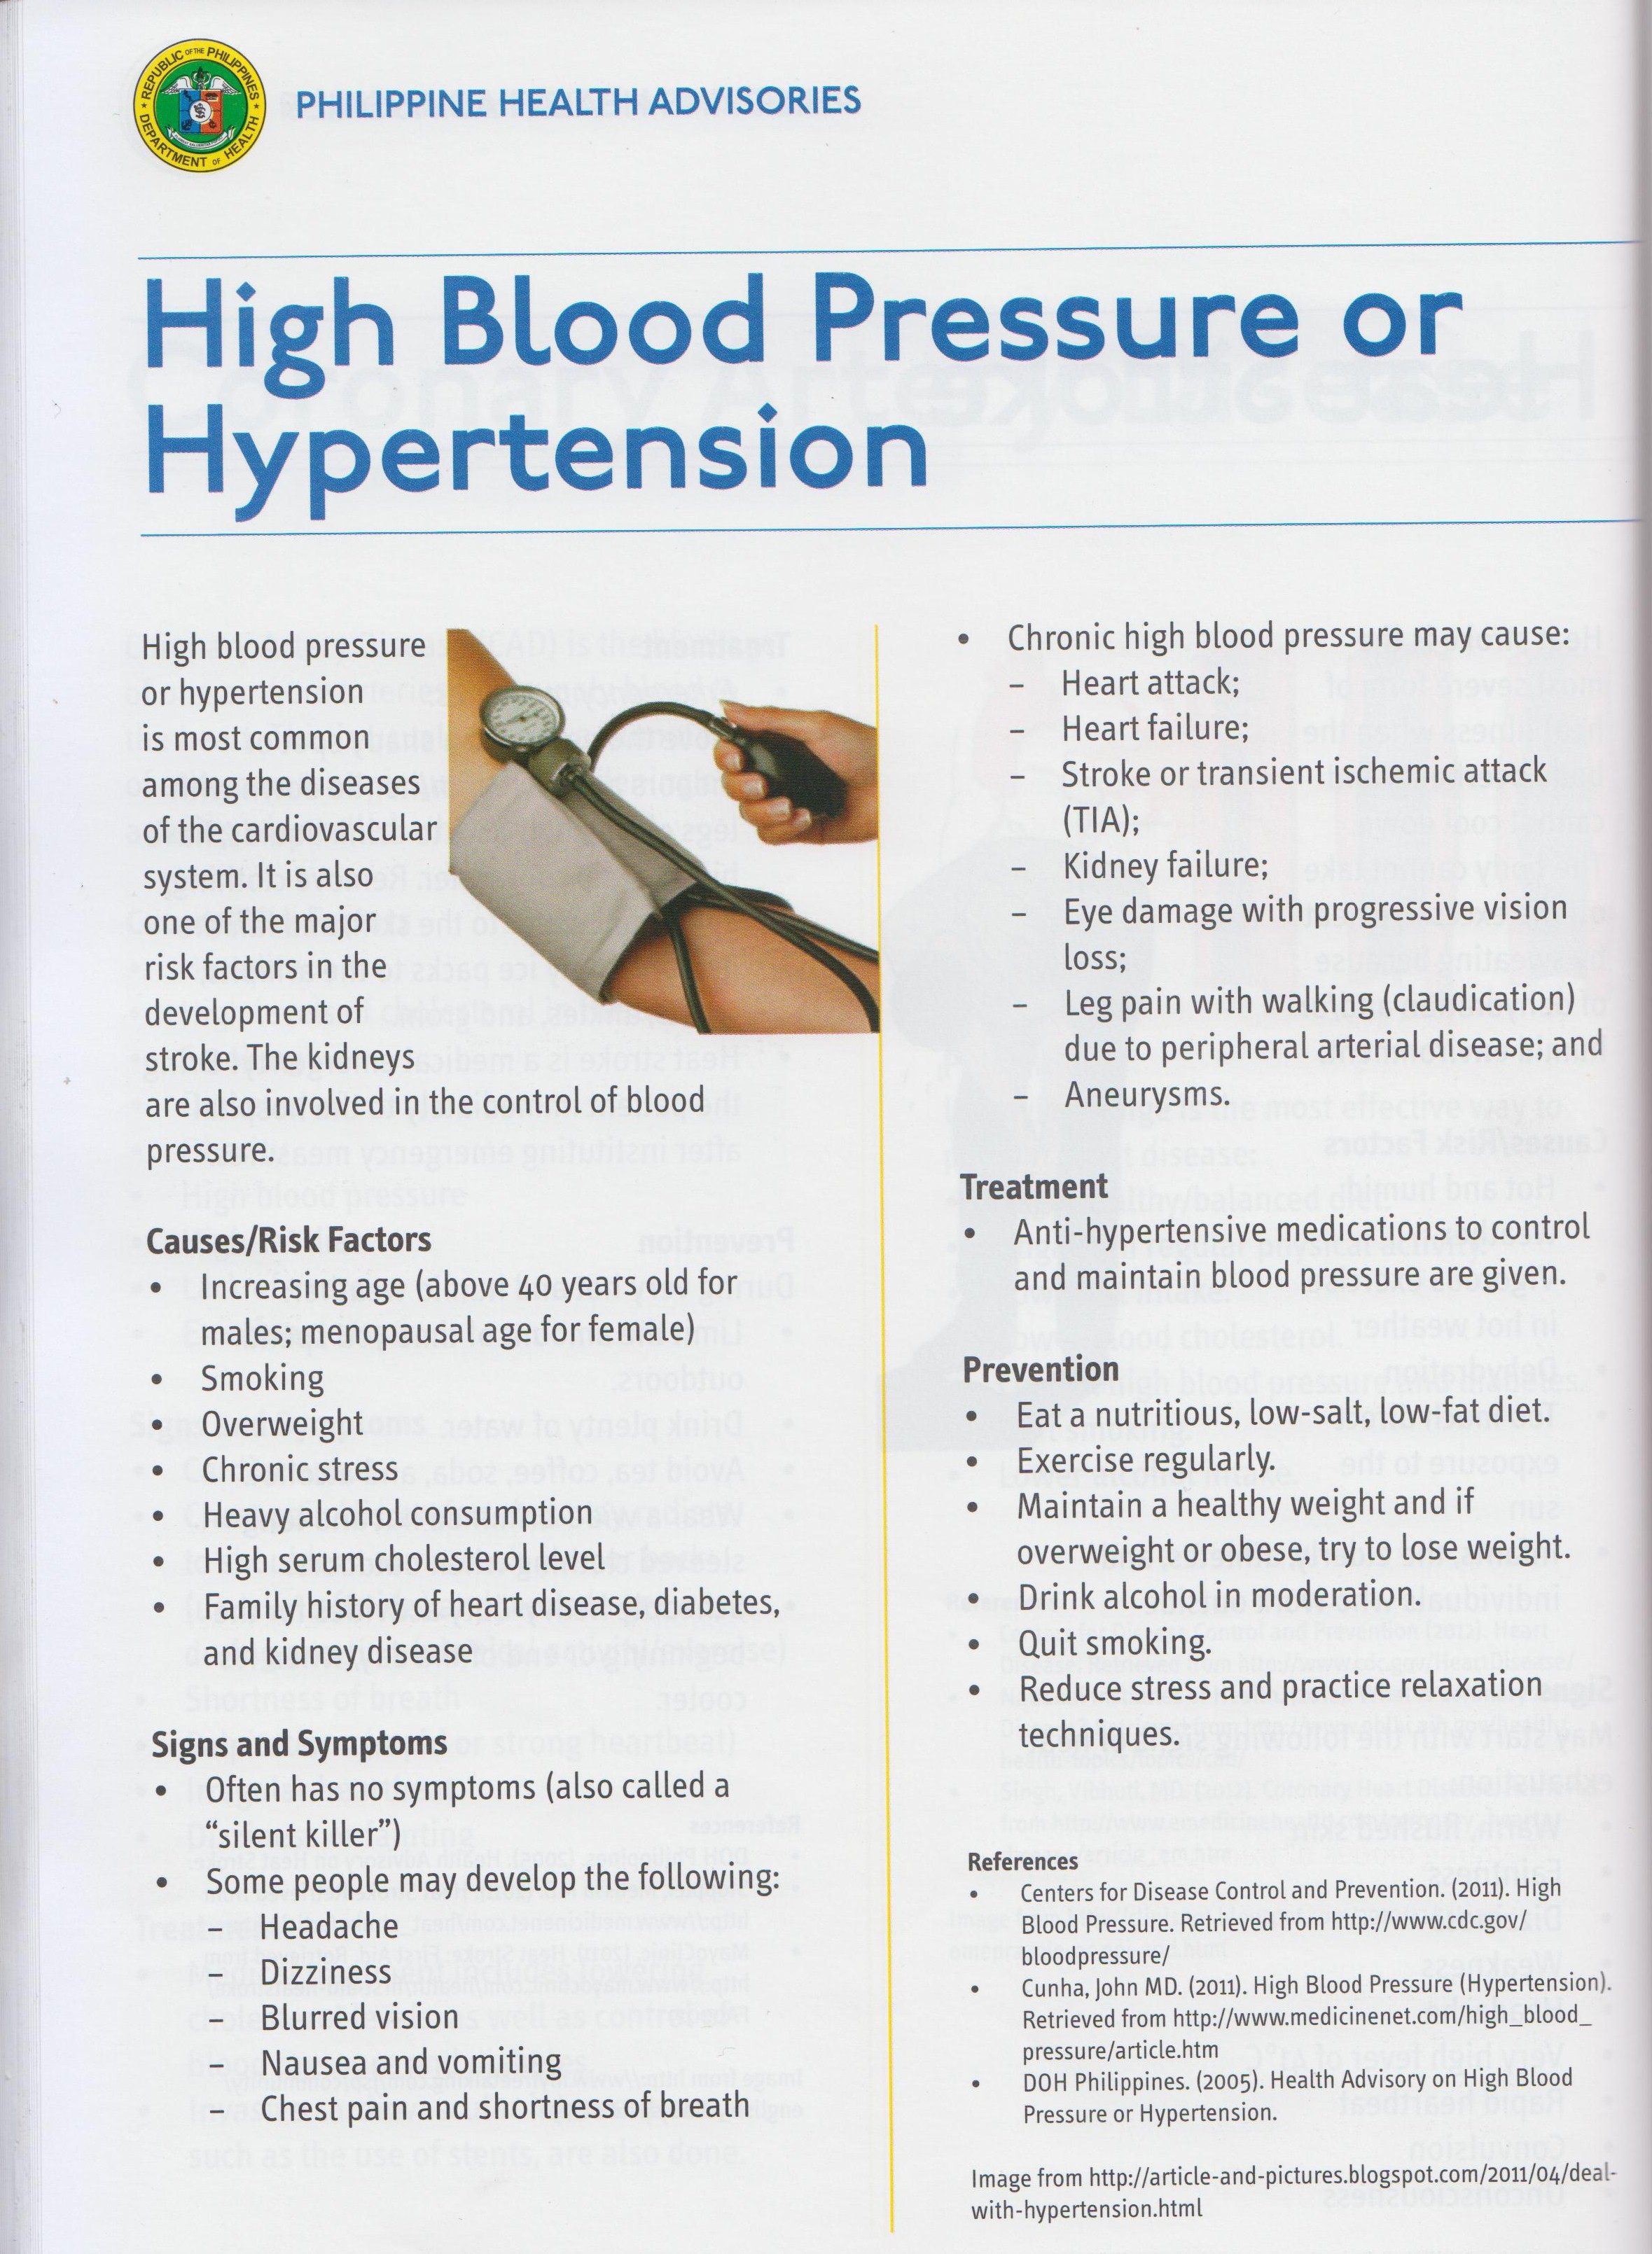 REPUBLIC OF THE PHILIPPINES
DEPARTMENT OF HEALTH
PHILIPPINE HEALTH ADVISORIES
High Blood Pressure or
Hypertension
High blood pressure
or hypertension
is most common
among the diseases
of the cardiovascular
system. It is also
one of the major
risk factors in the
development of
stroke. The kidneys
are also involved in the control of blood
pressure.
Causes/Risk Factors
• Increasing age (above 40 years old for
males; menopausal age for female)
• Smoking
• Overweight
• Chronic stress
• Heavy alcohol consumption
• High serum cholesterol level
• Family history of heart disease, diabetes,
and kidney disease
Signs and Symptoms
• Often has no symptoms (also called a
“silent killer”)
• Some people may develop the following:
– Headache
– Dizziness
– Blurred vision
– Nausea and vomiting
– Chest pain and shortness of breath
• Chronic high blood pressure may cause:
– Heart attack;
– Heart failure;
– Stroke or transient ischemic attack
(TIA);
– Kidney failure;
– Eye damage with progressive vision
loss;
– Leg pain with walking (claudication)
due to peripheral arterial disease; and
– Aneurysms.
Treatment
• Anti-hypertensive medications to control
and maintain blood pressure are given.
Prevention
• Eat a nutritious, low-salt, low-fat diet.
• Exercise regularly.
• Maintain a healthy weight and if
overweight or obese, try to lose weight.
• Drink alcohol in moderation.
• Quit smoking.
• Reduce stress and practice relaxation
techniques.
References
• Centers for Disease Control and Prevention. (2011). High
Blood Pressure. Retrieved from http://www.cdc.gov/
bloodpressure/
• Cunha, John MD. (2011). High Blood Pressure (Hypertension).
Retrieved from http://www.medicinenet.com/high_blood_
pressure/article.htm
• DOH Philippines. (2005). Health Advisory on High Blood
Pressure or Hypertension.
Image from http://article-and-pictures.blogspot.com/2011/04/deal-
with-hypertension.html